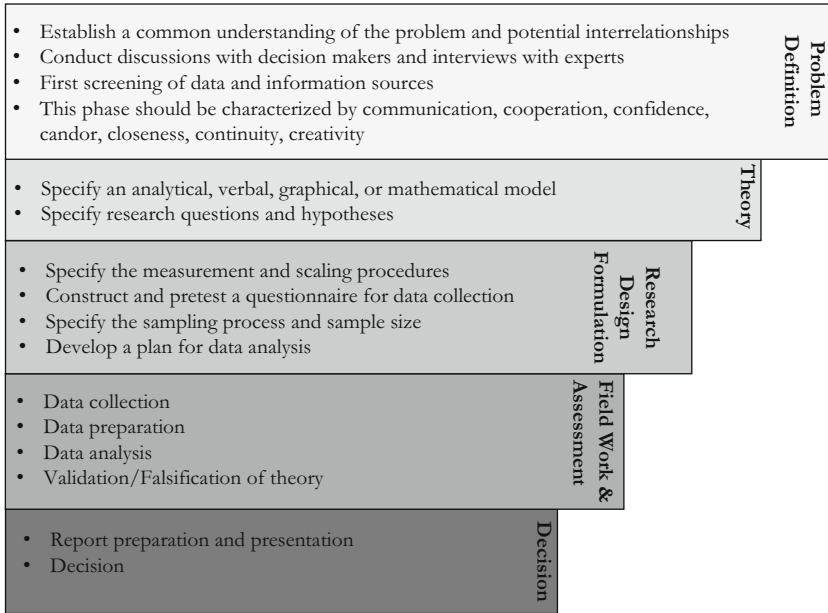 • Establish a common understanding of the problem and potential interrelationships
• Conduct discussions with decision makers and interviews with experts
• First screening of data and information sources
• This phase should be characterized by communication, cooperation, confidence,
candor, closeness, continuity, creativity
Problem
Definition
• Specify an analytical, verbal, graphical, or mathematical model
• Specify research questions and hypotheses
Theory
• Specify the measurement and scaling procedures
• Construct and pretest a questionnaire for data collection
• Specify the sampling process and sample size
• Develop a plan for data analysis
Research
Design
Formulation
• Data collection
• Data preparation
• Data analysis
• Validation/Falsification of theory
Field Work &
Assessment
• Report preparation and presentation
• Decision
Decision